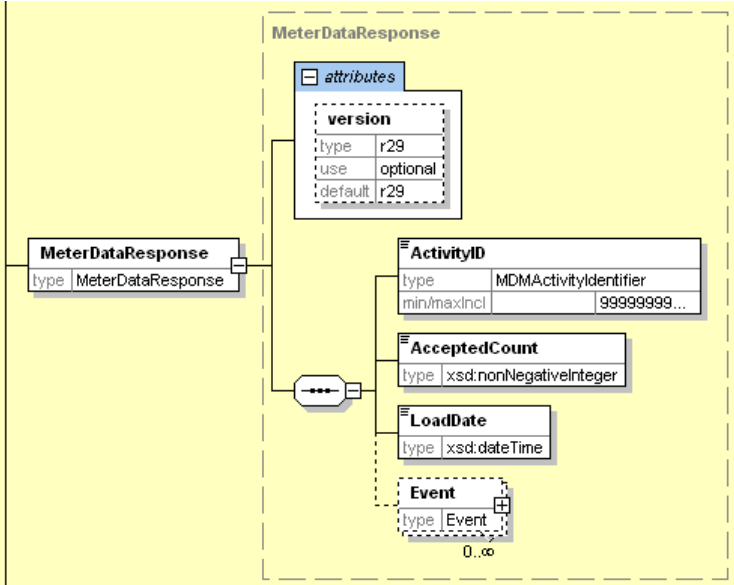 MeterDataResponse
attributes
version
type r29
use optional
default r29
MeterDataResponse
type MeterDataResponse
ActivityID
type MDMActivityIdentifier
min/maxIncl 99999999...
AcceptedCount
type xsd:nonNegativeInteger
LoadDate
type xsd:dateTime
Event
type Event
0..∞